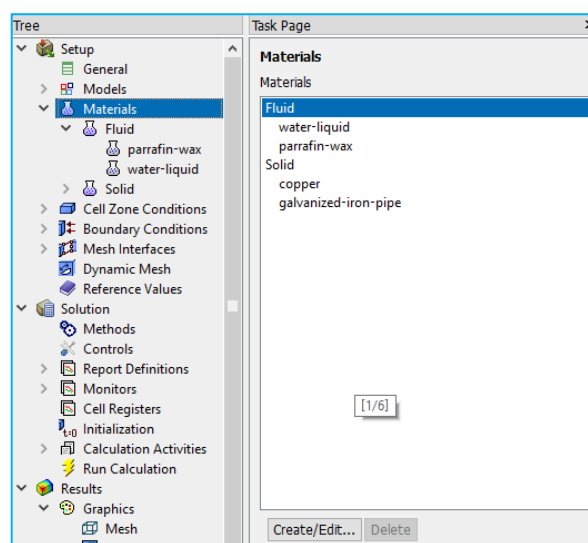 Tree
Setup
General
Models
Materials
Fluid
parrafin-wax
water-liquid
Solid
Cell Zone Conditions
Boundary Conditions
Mesh Interfaces
Dynamic Mesh
Reference Values
Solution
Methods
Controls
Report Definitions
Monitors
Cell Registers
t=0 Initialization
Calculation Activities
Run Calculation
Results
Graphics
Mesh
Task Page
Materials
Materials
Fluid
water-liquid
parrafin-wax
Solid
copper
galvanized-iron-pipe
[1/6]
Create/Edit... Delete